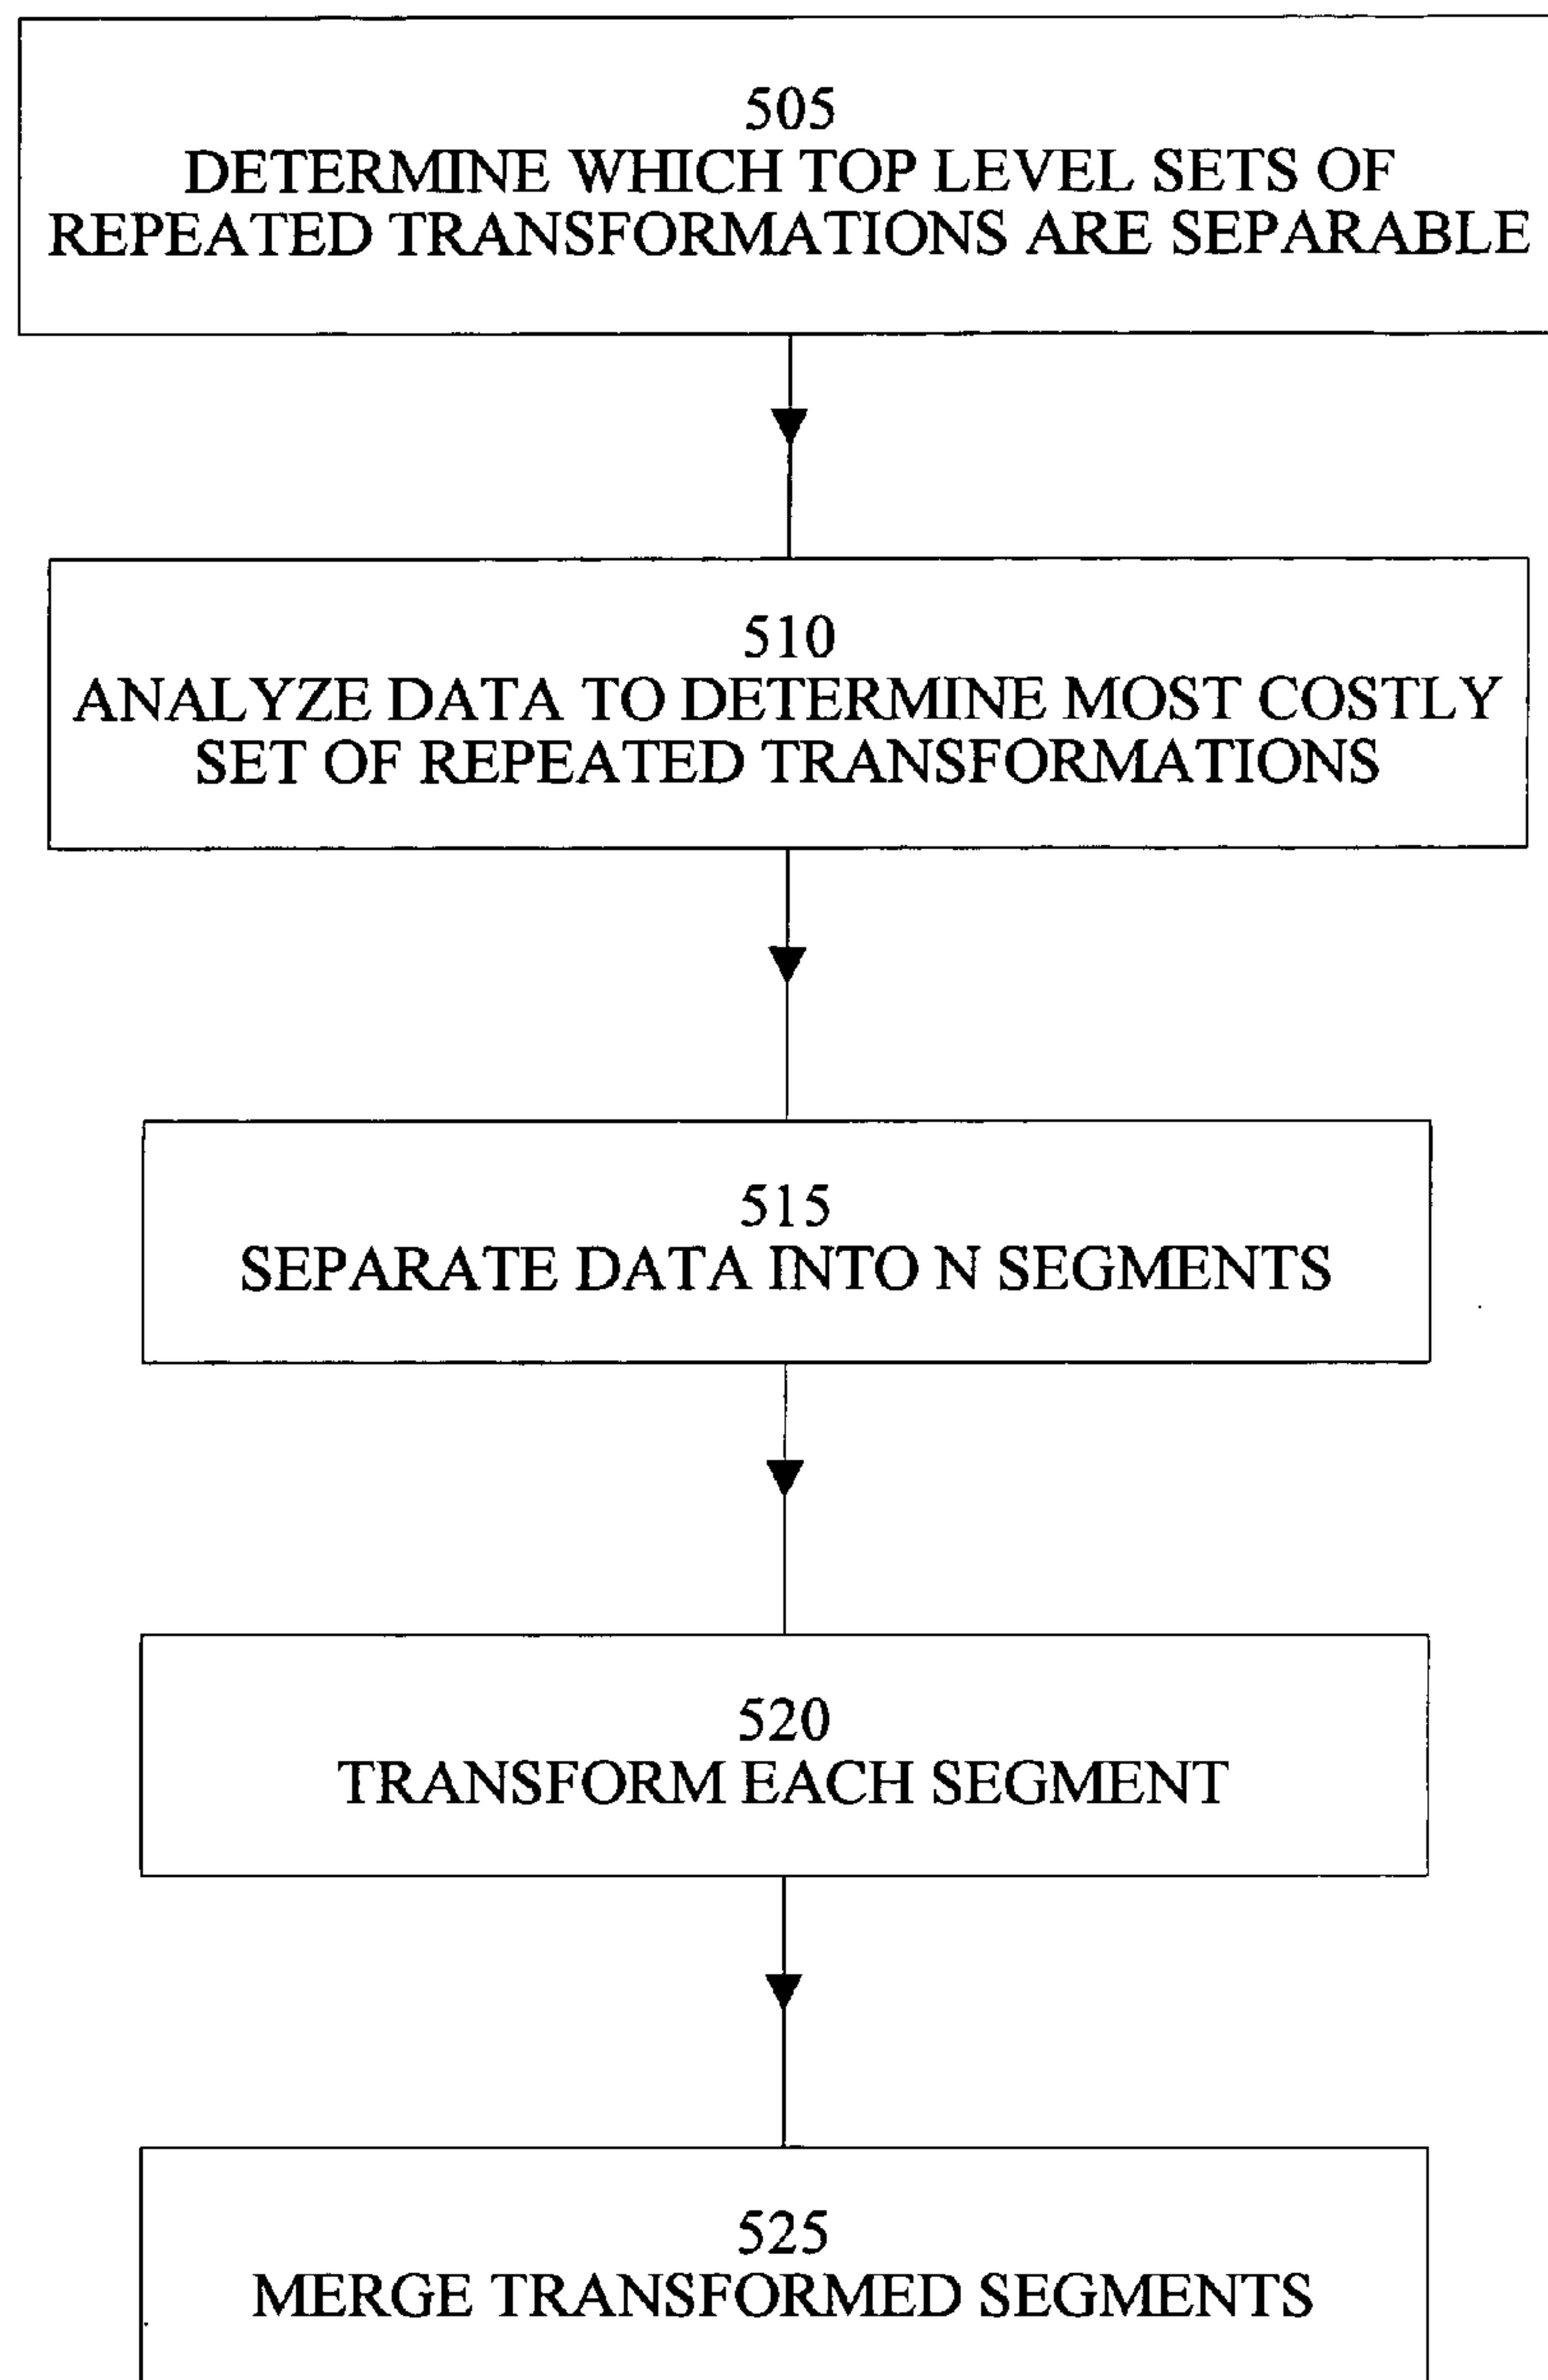 505
DETERMINE WHICH TOP LEVEL SETS OF
REPEATED TRANSFORMATIONS ARE SEPARABLE
510
ANALYZE DATA TO DETERMINE MOST COSTLY
SET OF REPEATED TRANSFORMATIONS
515
SEPARATE DATA INTO N SEGMENTS
520
TRANSFORM EACH SEGMENT
525
MERGE TRANSFORMED SEGMENTS